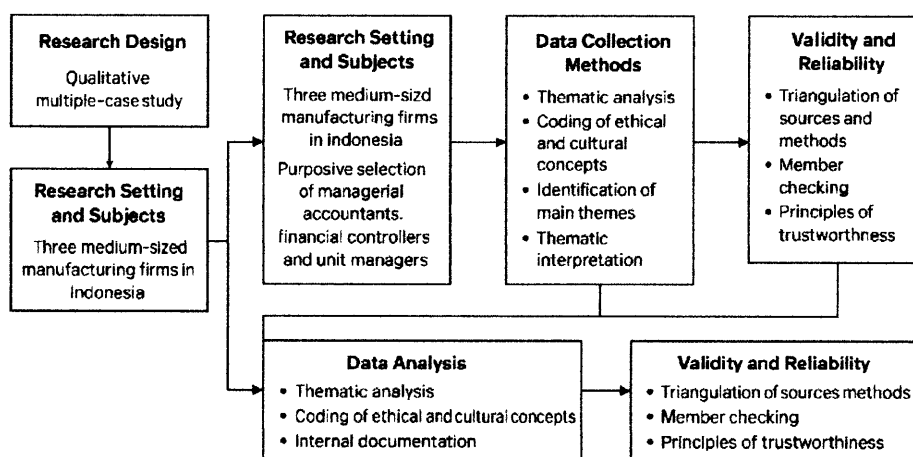 Research Design
Qualitative
multiple-case study
Research Setting
and Subjects
Three medium-sized
manufacturing firms in
Indonesia
Research Setting
and Subjects
Three medium-sizd
manufacturing firms
in Indonesia
Purposive selection
of managerial
accountants.
financial controllers
and unit managers
Data Collection
Methods
• Thematic analysis
• Coding of ethical
and cultural
concepts
• Identification of
main themes
• Thematic
interpretation
Validity and
Reliability
• Triangulation of
sources and
methods
• Member
checking
• Principles of
trustworhness
Data Analysis
• Thematic analysis
• Coding of ethical and cultural concepts
• Internal documentation
Validity and Reliability
• Triangulation of sources methods
• Member checking
• Principles of trustworthiness